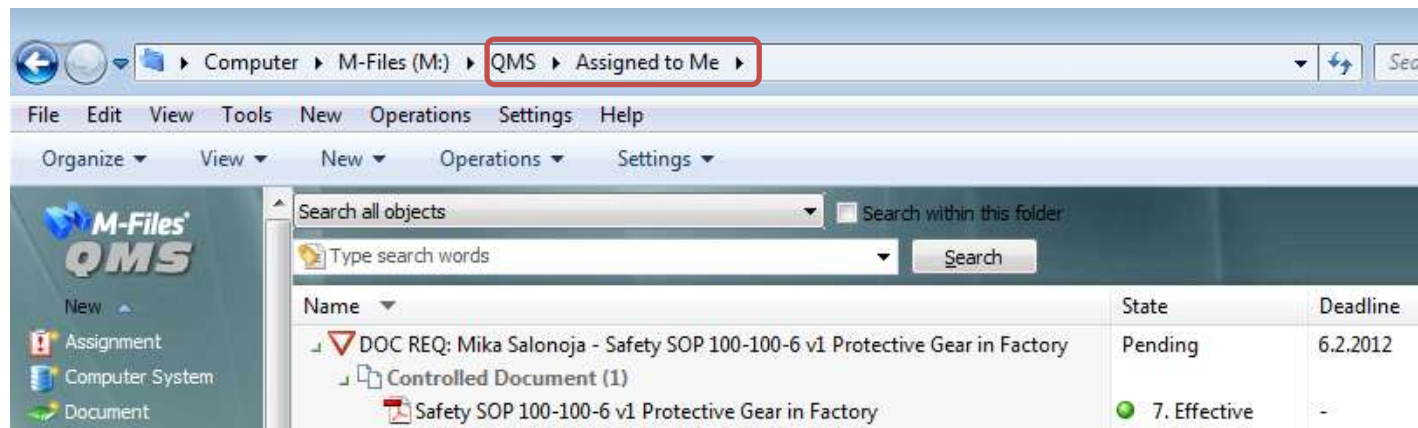 Computer M-Files (M:) QMS Assigned to Me
File Edit View Tools New Operations Settings Help
Organize View New Operations Settings
M-Files QMS
Search all objects Search within this folder
Type search words Search
New
Assignment
Computer System
Document
Name State Deadline
DOC REQ: Mika Salonoja - Safety SOP 100-100-6 v1 Protective Gear in Factory Pending 6.2.2012
Controlled Document (1)
Safety SOP 100-100-6 v1 Protective Gear in Factory 7. Effective -